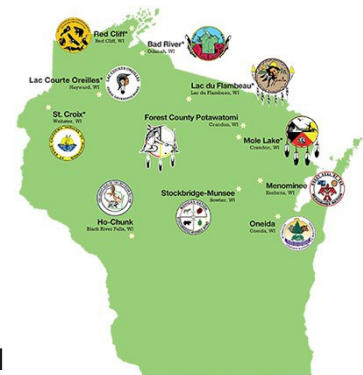 Red Cliff*
Red Cliff, WI
Bad River*
Odanah, WI
Lac Courte Oreilles*
Hayward, WI
Lac du Flambeau*
Lac du Flambeau, WI
St. Croix*
Webster, WI
Forest County Potawatomi
Crandon, WI
Mole Lake*
Crandon, WI
Menominee
Keshena, WI
Stockbridge-Munsee
Bowler, WI
Ho-Chunk
Black River Falls, WI
Oneida
Oneida, WI